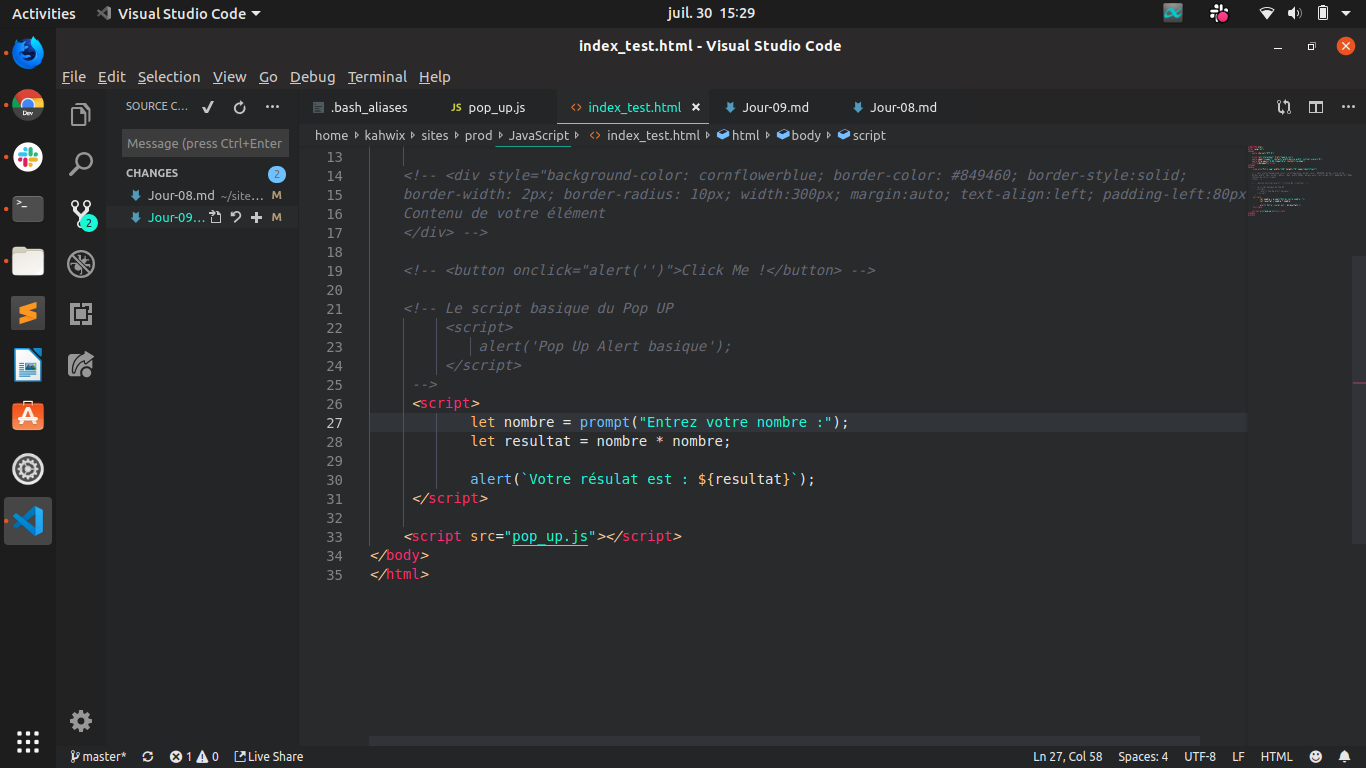 Activities Visual Studio Code juil. 30 15:29
index_test.html - Visual Studio Code
File Edit Selection View Go Debug Terminal Help
SOURCE C...
.bash_aliases JS pop_up.js <> index_test.html Jour-09.md Jour-08.md
home kahwix sites prod JavaScript <> index_test.html html body script
Message (press Ctrl+Enter
CHANGES 2
Jour-08.md ~/site... M
Jour-09... M
2
Dev
13
14 <!-- <div style="background-color: cornflowerblue; border-color: #849460; border-style:solid;
15 border-width: 2px; border-radius: 10px; width:300px; margin:auto; text-align:left; padding-left:80px
16 Contenu de votre élément
17 </div> -->
18
19 <!-- <button onclick="alert('')">Click Me !</button> -->
20
21 <!-- Le script basique du Pop UP
22 <script>
23 alert('Pop Up Alert basique');
24 </script>
25 -->
26 <script>
27 let nombre = prompt("Entrez votre nombre :");
28 let resultat = nombre * nombre;
29
30 alert(`Votre résulat est : ${resultat}`);
31 </script>
32
33 <script src="pop_up.js"></script>
34 </body>
35 </html>
master* 1 0 Live Share Ln 27, Col 58 Spaces: 4 UTF-8 LF HTML